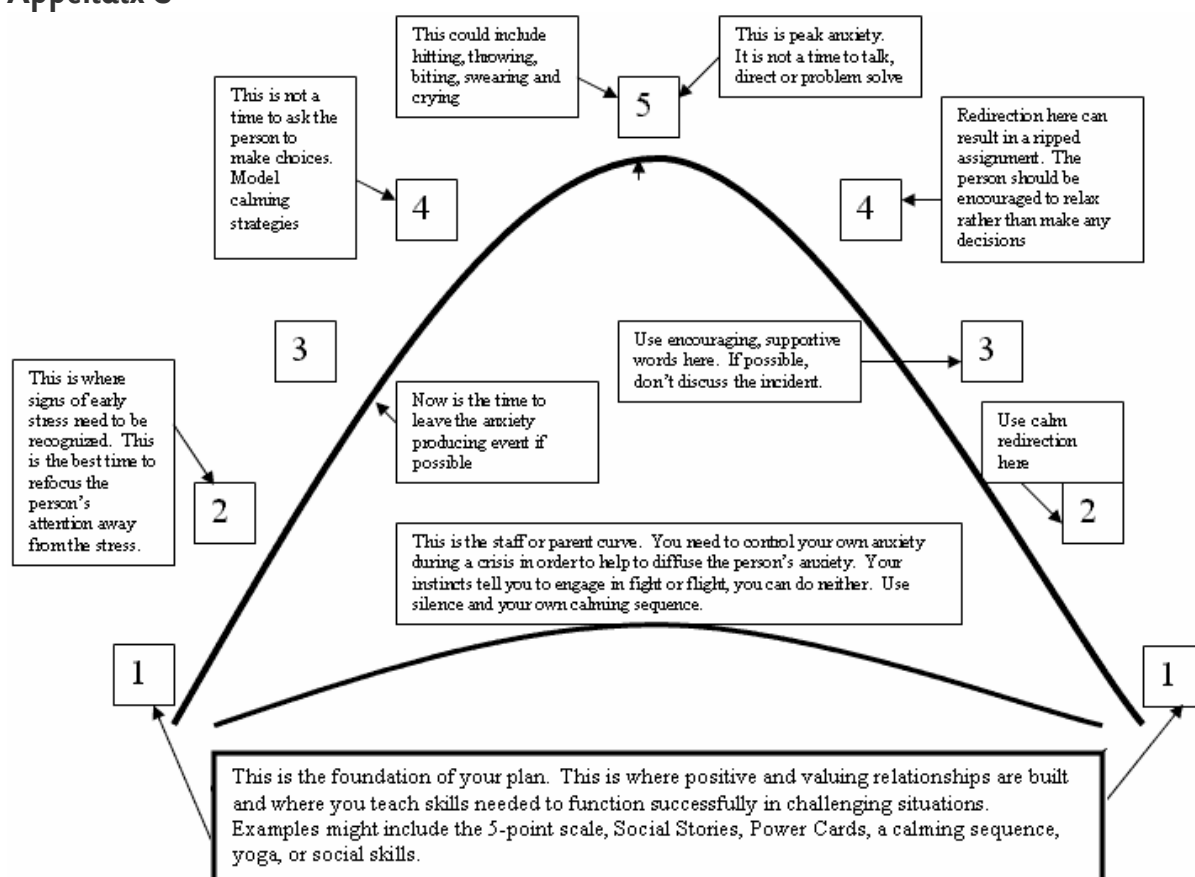 This could include
hitting, throwing,
biting, swearing and
crying
This is peak anxiety.
It is not a time to talk,
direct or problem solve
5
This is not a
time to ask the
person to
make choices.
Model
calming
strategies
4
4
Redirection here can
result in a ripped
assignment. The
person should be
encouraged to relax
rather than make any
decisions
3
Use encouraging, supportive
words here. If possible,
don't discuss the incident.
3
This is where
signs of early
stress need to be
recognized. This
is the best time to
refocus the
person's
attention away
from the stress.
Now is the time to
leave the anxiety
producing event if
possible
Use calm
redirection
here
2
2
This is the staff or parent curve. You need to control your own anxiety
during a crisis in order to help to diffuse the person's anxiety. Your
instincts tell you to engage in fight or flight, you can do neither. Use
silence and your own calming sequence.
1
1
This is the foundation of your plan. This is where positive and valuing relationships are built
and where you teach skills needed to function successfully in challenging situations.
Examples might include the 5-point scale, Social Stories, Power Cards, a calming sequence,
yoga, or social skills.